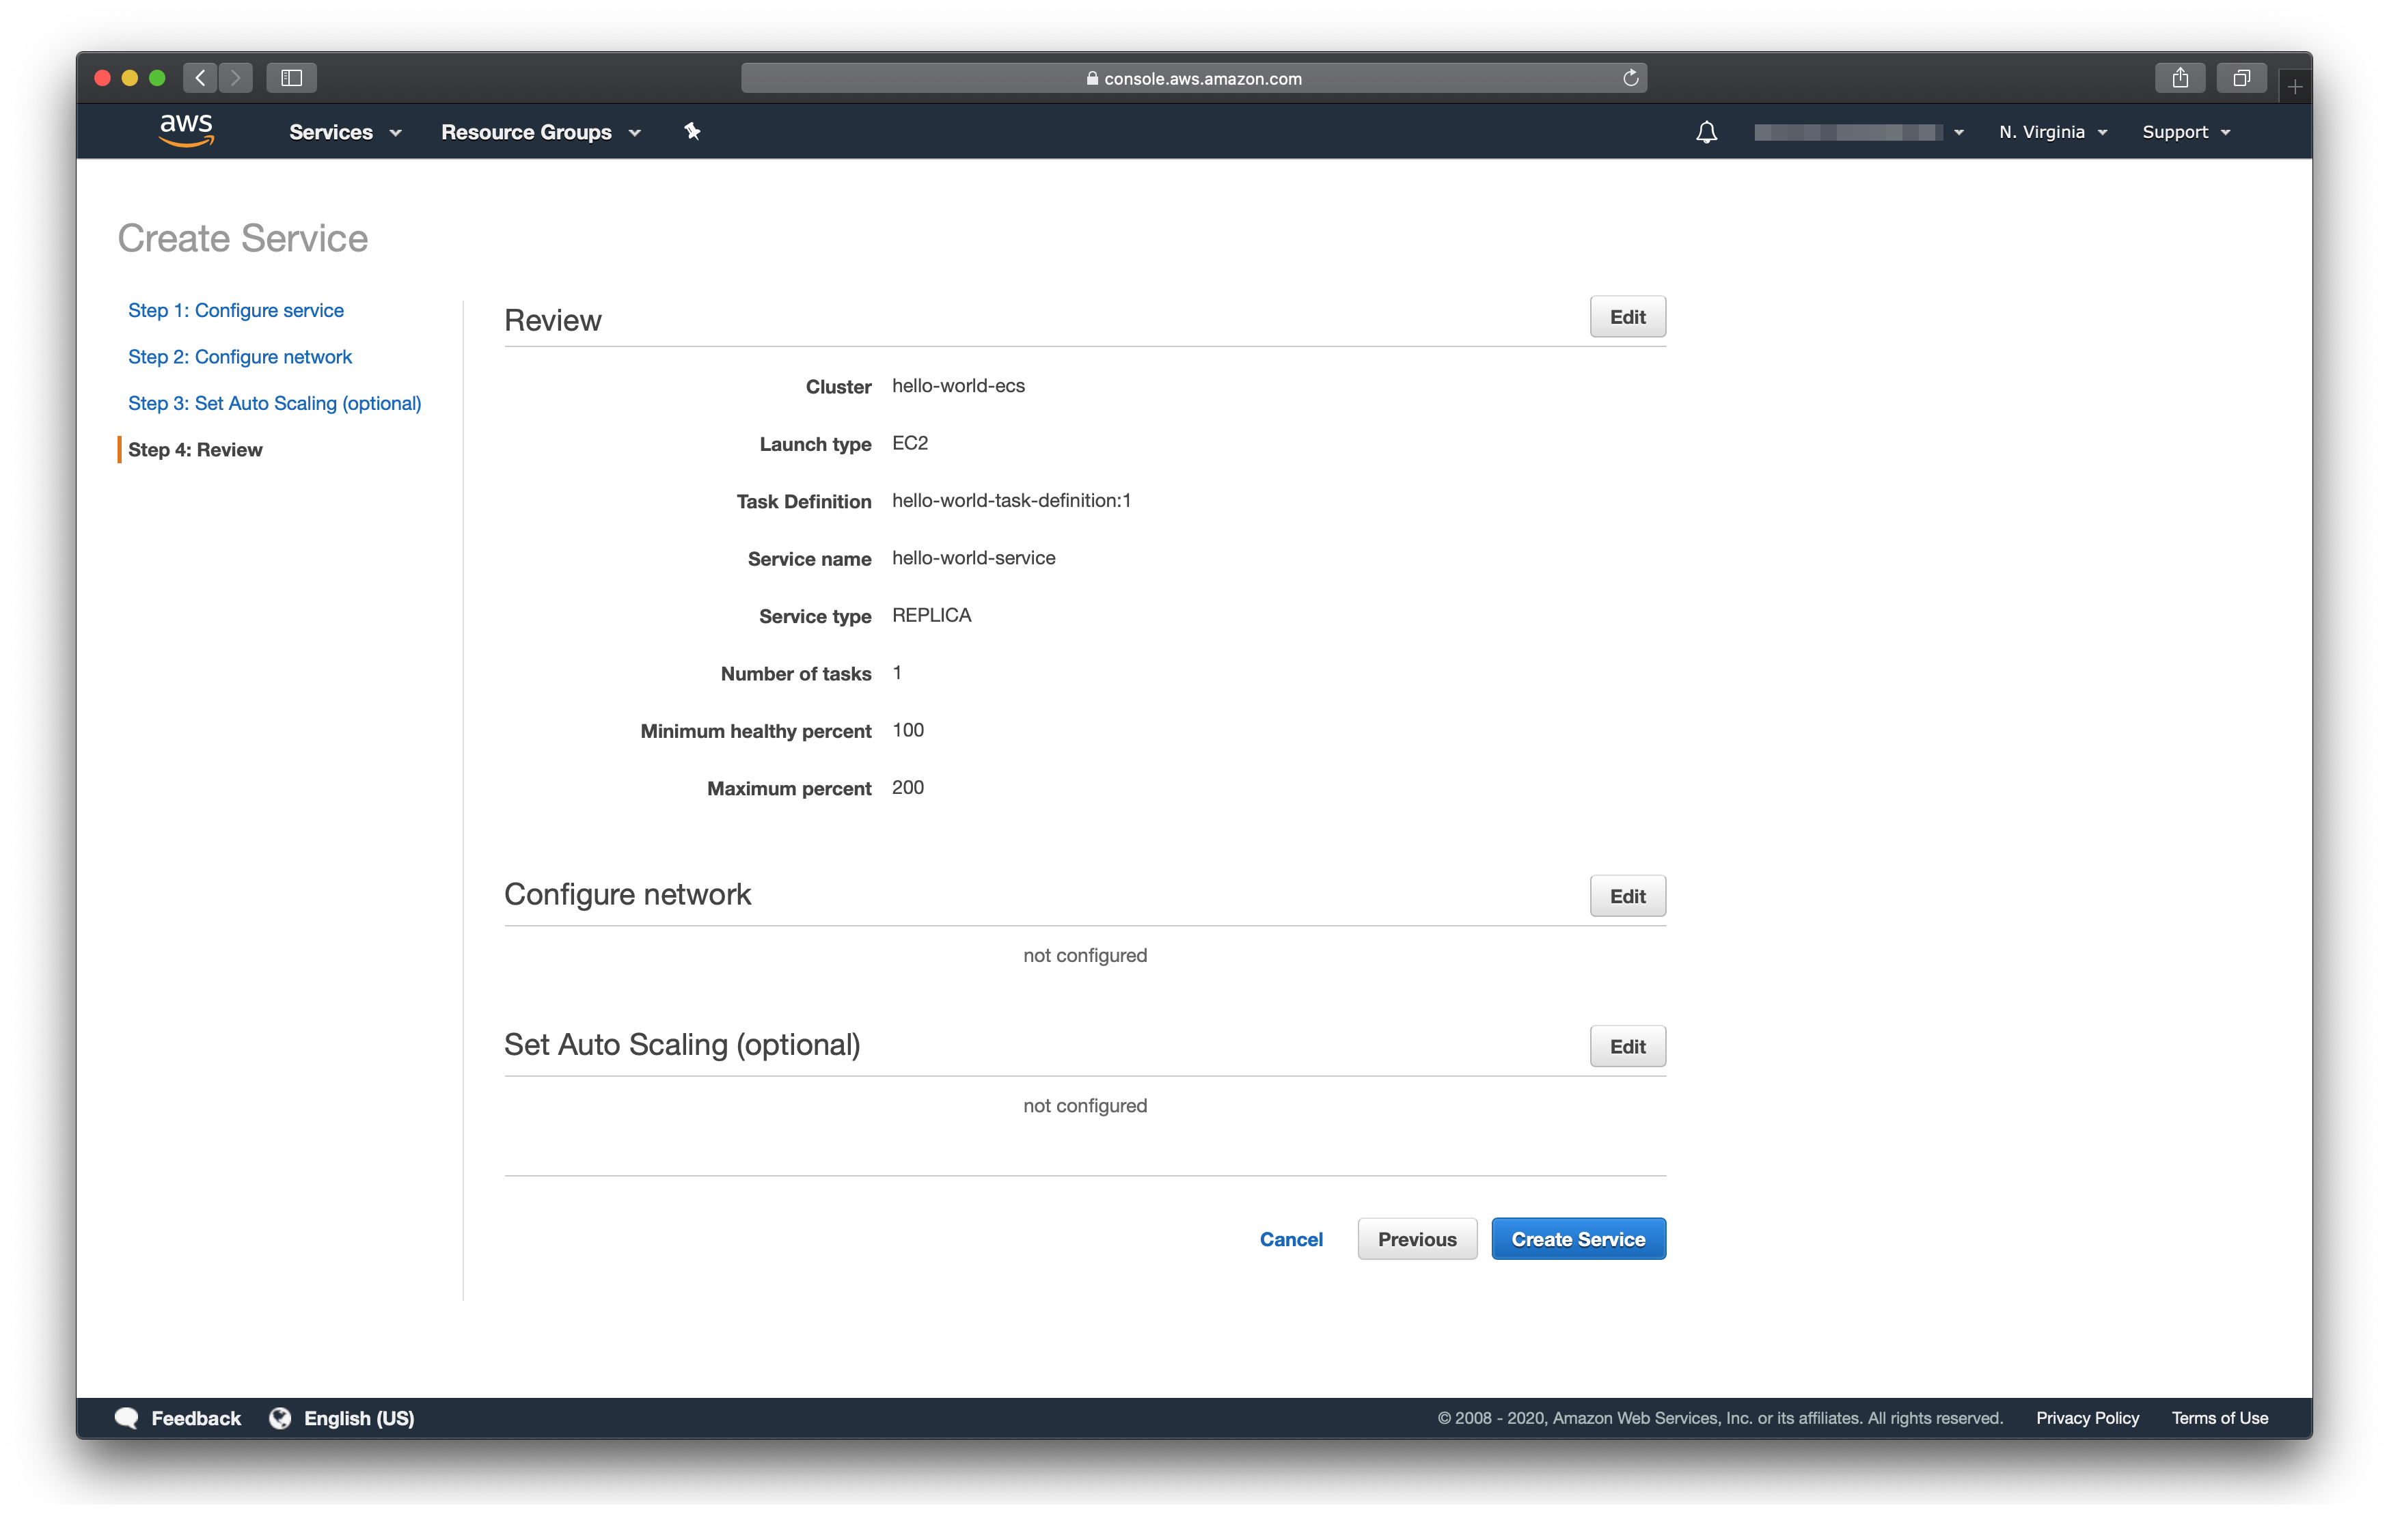 console.aws.amazon.com
aws Services Resource Groups N. Virginia Support
Create Service
Step 1: Configure service
Step 2: Configure network
Step 3: Set Auto Scaling (optional)
Step 4: Review
Review Edit
Cluster hello-world-ecs
Launch type EC2
Task Definition hello-world-task-definition:1
Service name hello-world-service
Service type REPLICA
Number of tasks 1
Minimum healthy percent 100
Maximum percent 200
Configure network Edit
not configured
Set Auto Scaling (optional) Edit
not configured
Cancel Previous Create Service
Feedback English (US) © 2008 - 2020, Amazon Web Services, Inc. or its affiliates. All rights reserved. Privacy Policy Terms of Use